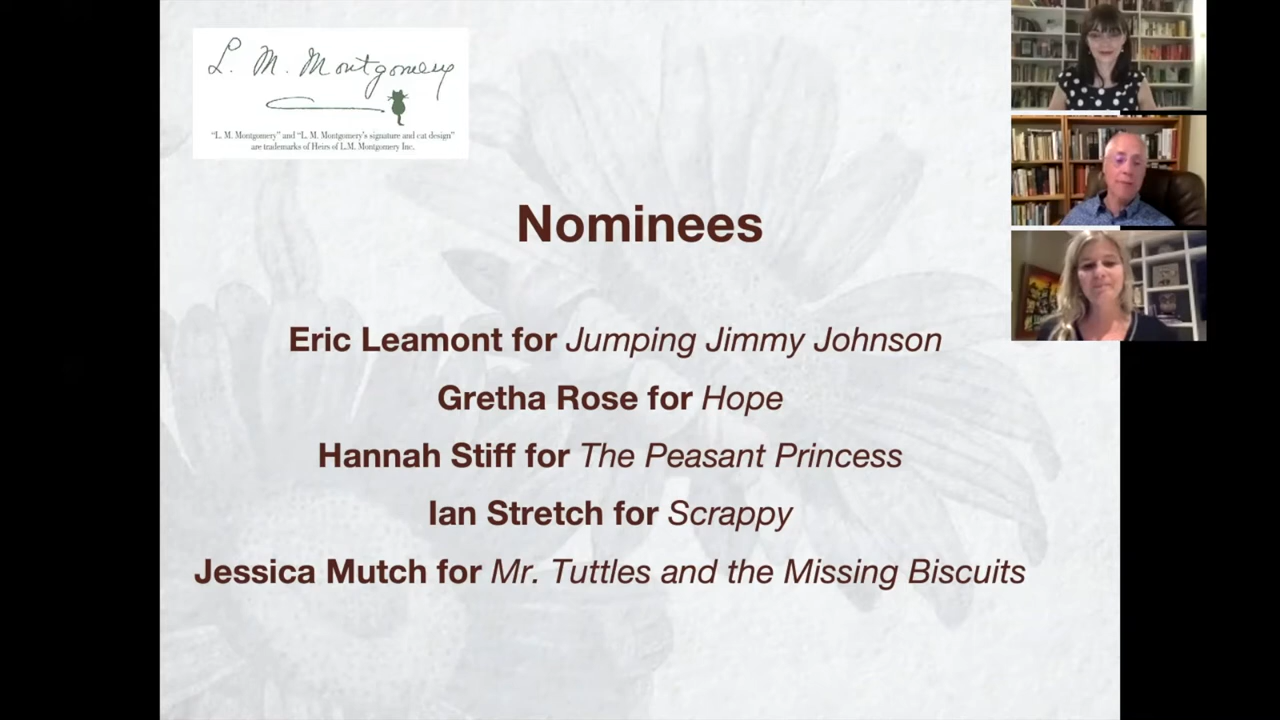 L. M. Montgomery
"L. M. Montgomery" and "L. M. Montgomery's signature and cat design"
are trademarks of Heirs of L.M. Montgomery Inc.
Nominees
Eric Leamont for Jumping Jimmy Johnson
Gretha Rose for Hope
Hannah Stiff for The Peasant Princess
Ian Stretch for Scrappy
Jessica Mutch for Mr. Tuttles and the Missing Biscuits